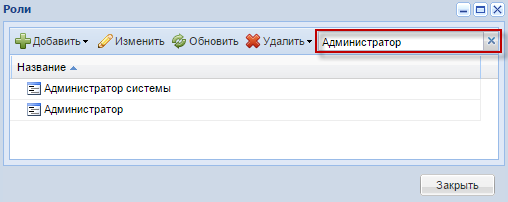 Роли
Добавить Изменить Обновить Удалить Администратор
Название
Администратор системы
Администратор
Закрыть